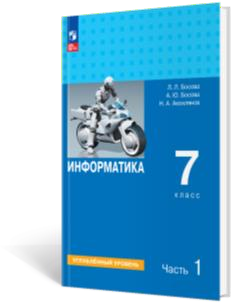 Л. Л. Босова
А. Ю. Босова
Н. А. Аквилянов
ИНФОРМАТИКА
7
класс
УГЛУБЛЁННЫЙ УРОВЕНЬ
Часть 1